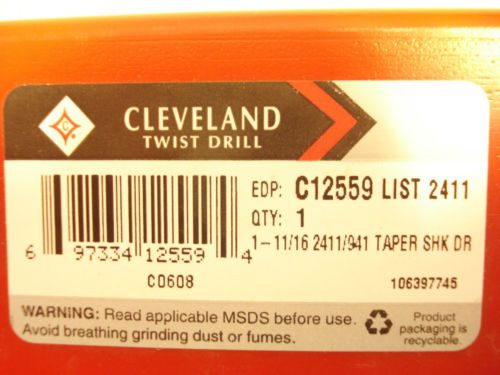 C
CLEVELAND
TWIST DRILL
EDP: C12559 LIST 2411
QTY: 1
1-11/16 2411/941 TAPER SHK DR
6 97334 12559 4
C0608
106397745
WARNING: Read applicable MSDS before use.
Avoid breathing grinding dust or fumes.
Product
packaging is
recyclable.